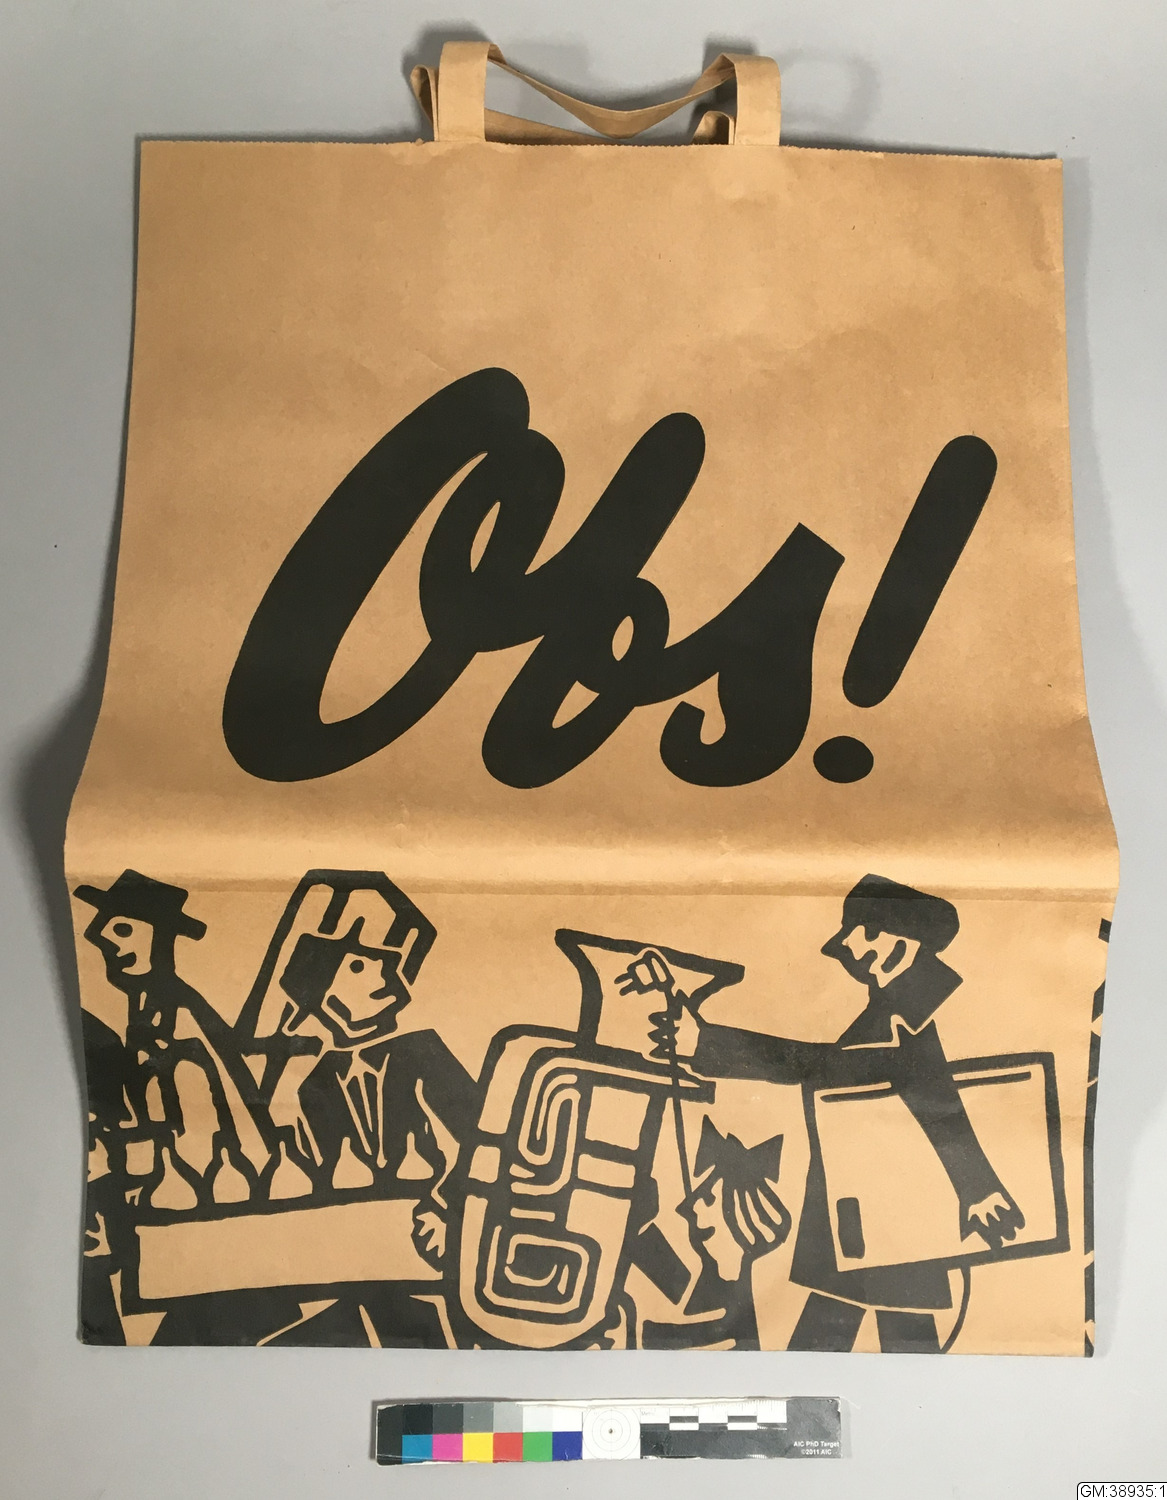 Obs!
AIC PhD Target
©2011 AIC
GM:38935:1